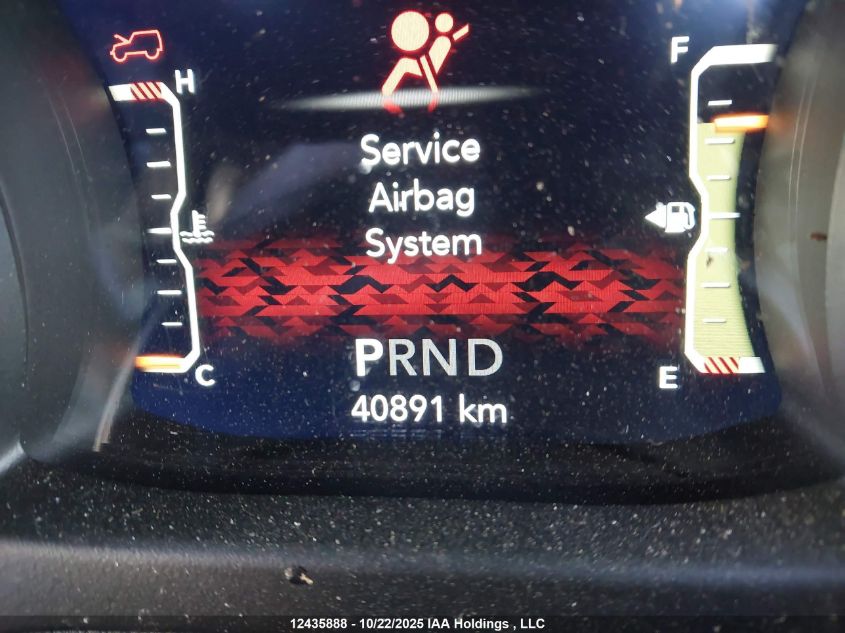 H
F
Service
Airbag
System
C
E
PRND
40891 km
12435888 - 10/22/2025 IAA Holdings , LLC